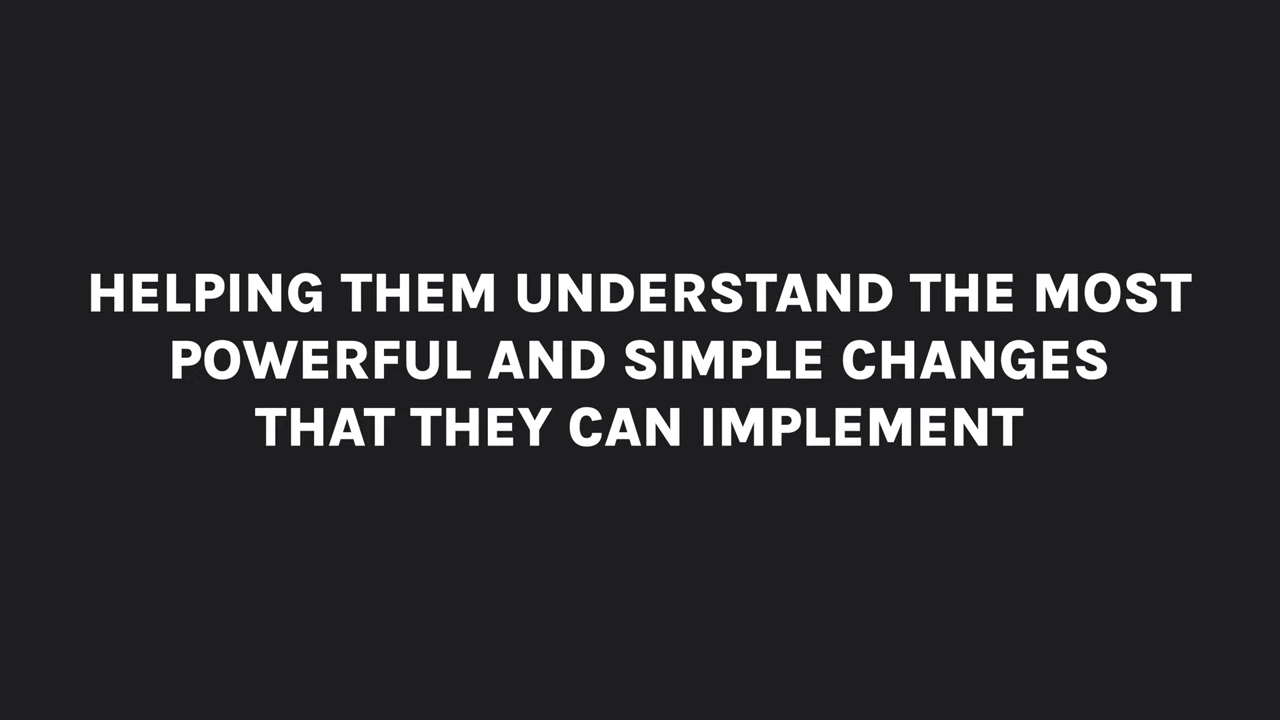 HELPING THEM UNDERSTAND THE MOST
POWERFUL AND SIMPLE CHANGES
THAT THEY CAN IMPLEMENT